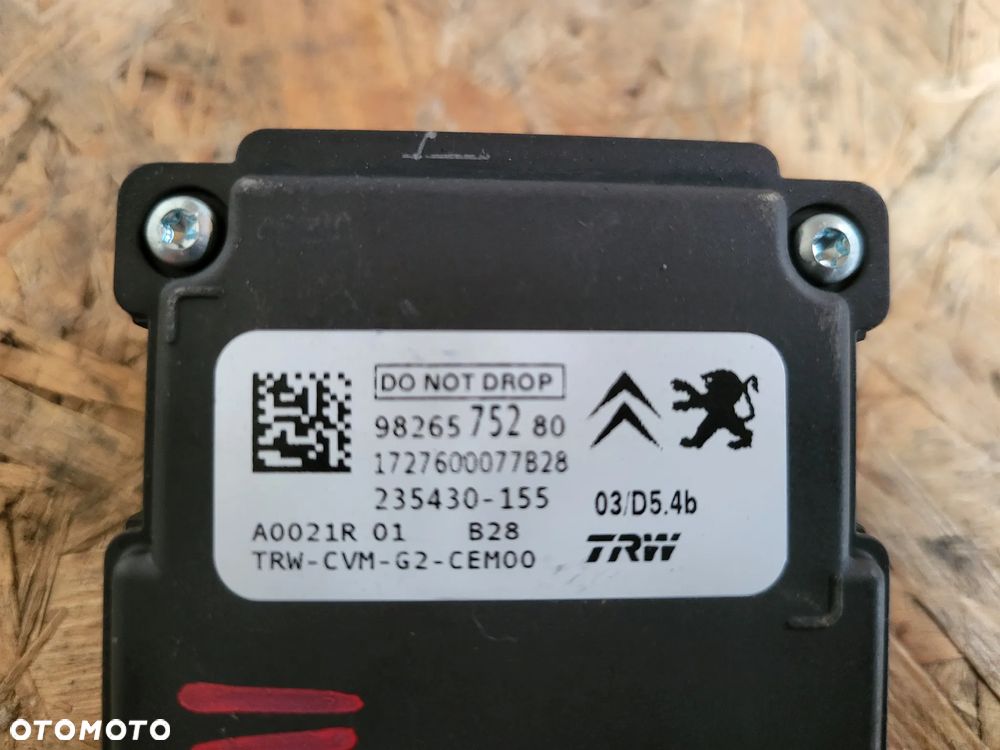 DO NOT DROP
98265 752 80
1727600077B28
235430-155
03/D5.4b
A0021R 01 B28
TRW-CVM-G2-CEM00
TRW
OTOMOTO